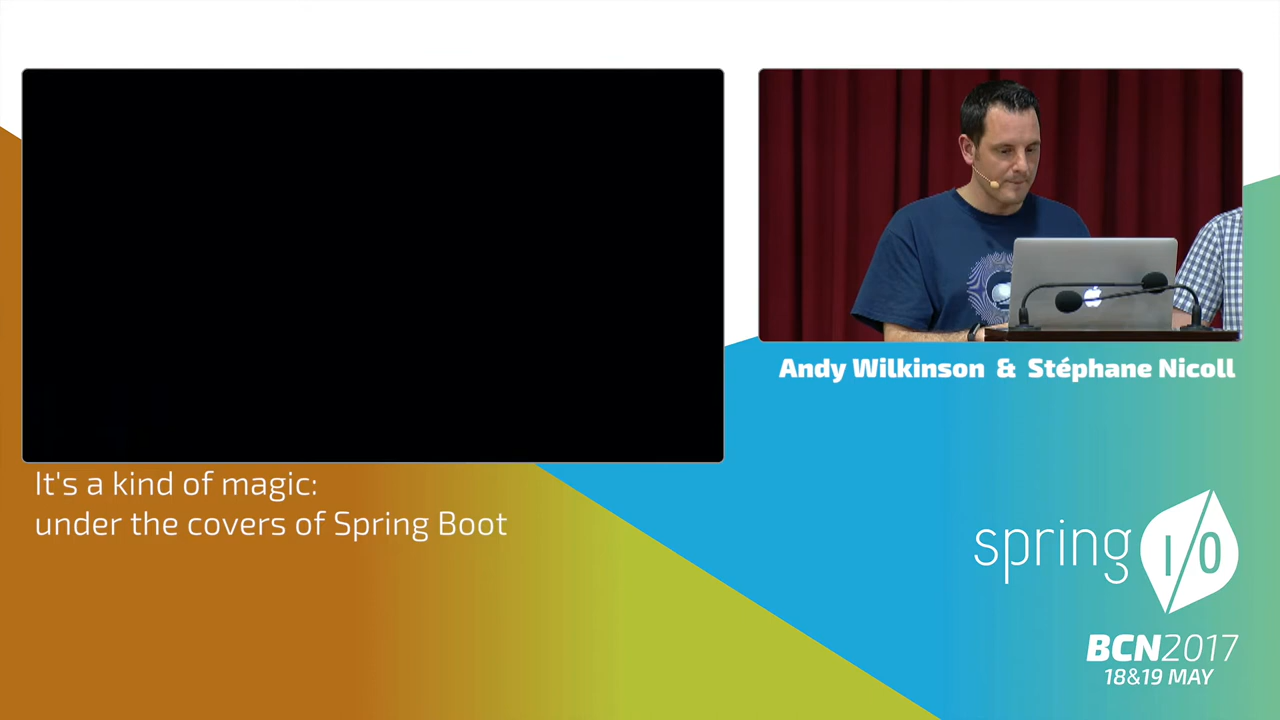 Andy Wilkinson & Stéphane Nicoll
It's a kind of magic:
under the covers of Spring Boot
spring I/O
BCN2017
18&19 MAY